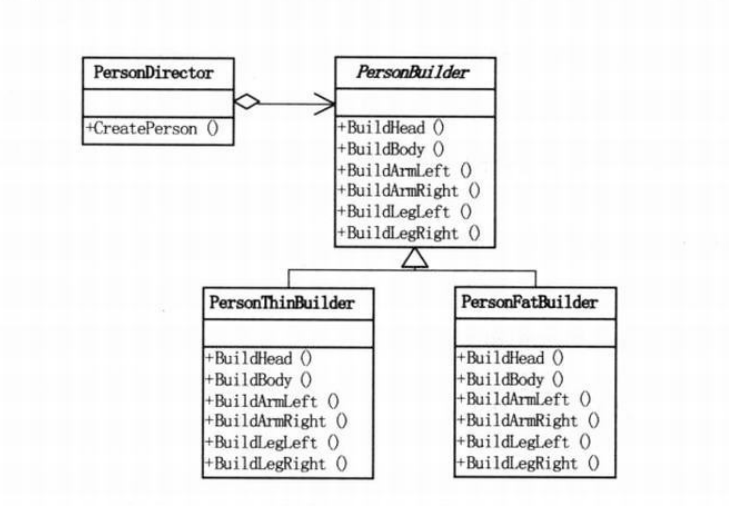 PersonDirector
+CreatePerson ()
PersonBuilder
+BuildHead ()
+BuildBody ()
+BuildArmLeft ()
+BuildArmRight ()
+BuildLegLeft ()
+BuildLegRight ()
PersonThinBuilder
+BuildHead ()
+BuildBody ()
+BuildArmLeft ()
+BuildArmRight ()
+BuildLegLeft ()
+BuildLegRight ()
PersonFatBuilder
+BuildHead ()
+BuildBody ()
+BuildArmLeft ()
+BuildArmRight ()
+BuildLegLeft ()
+BuildLegRight ()